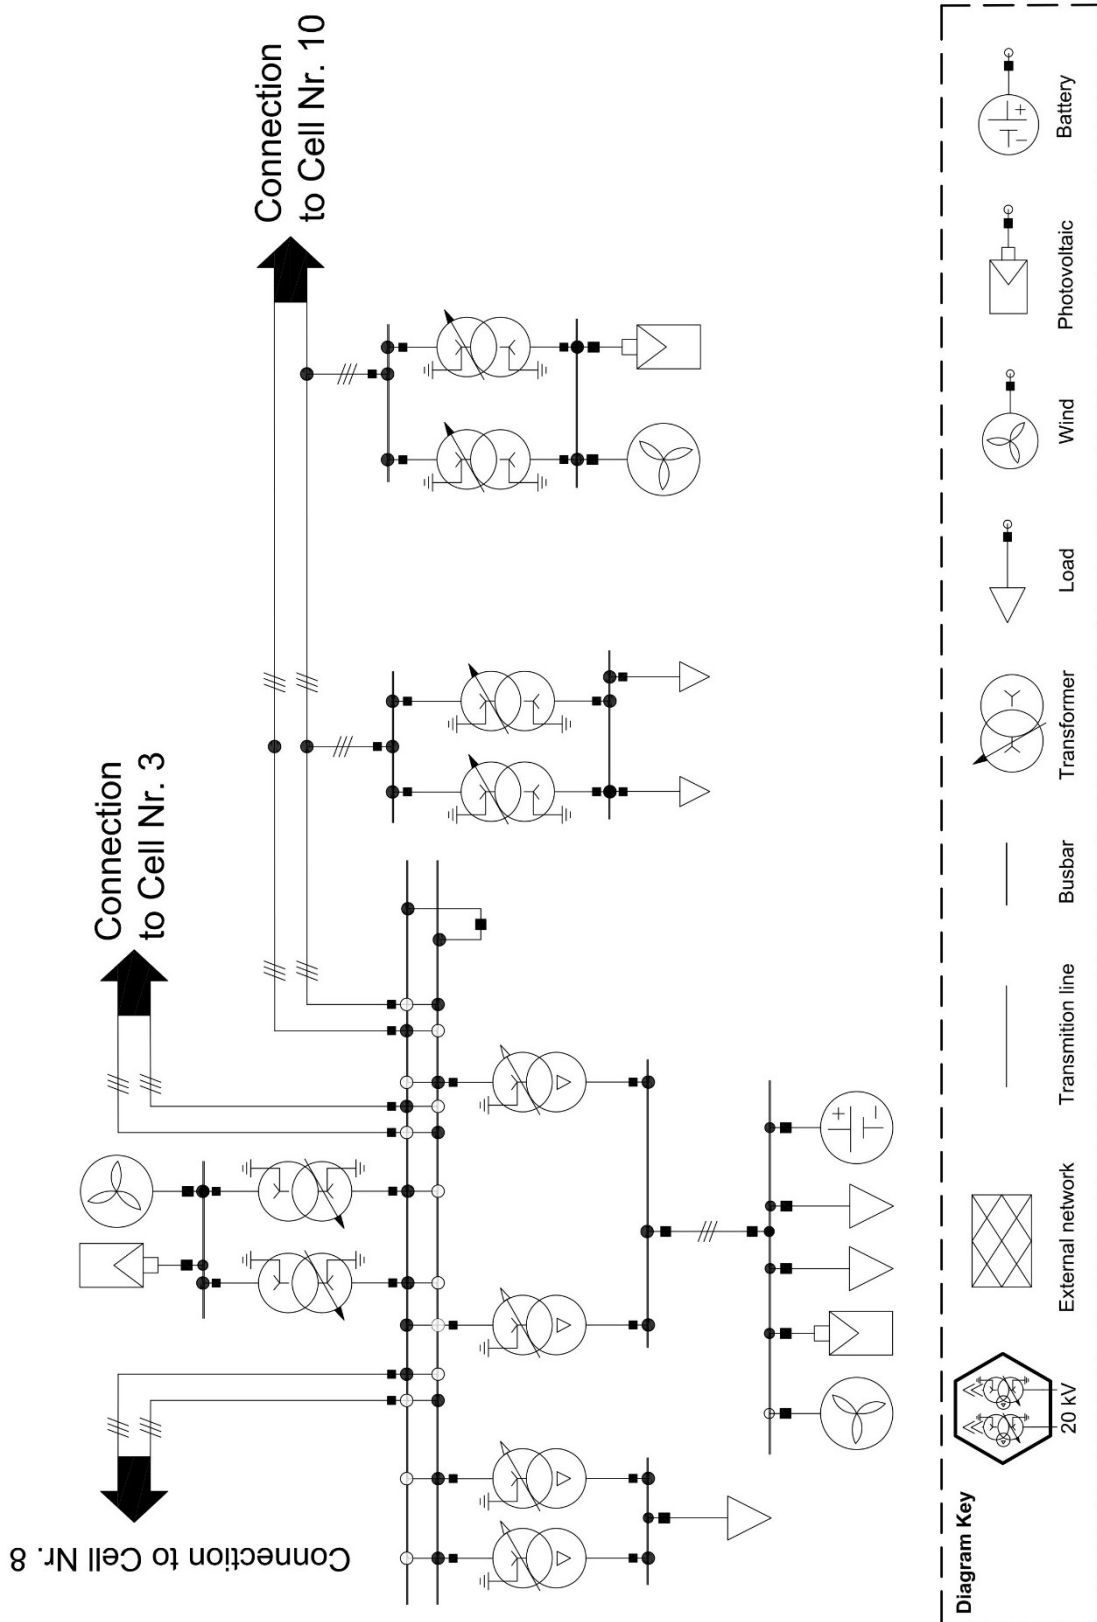 Connection
to Cell Nr. 10
Connection
to Cell Nr. 3
Connection to Cell Nr. 8
Diagram Key
20 kV
External network
Transmition line
Busbar
Transformer
Load
Wind
Photovoltaic
Battery